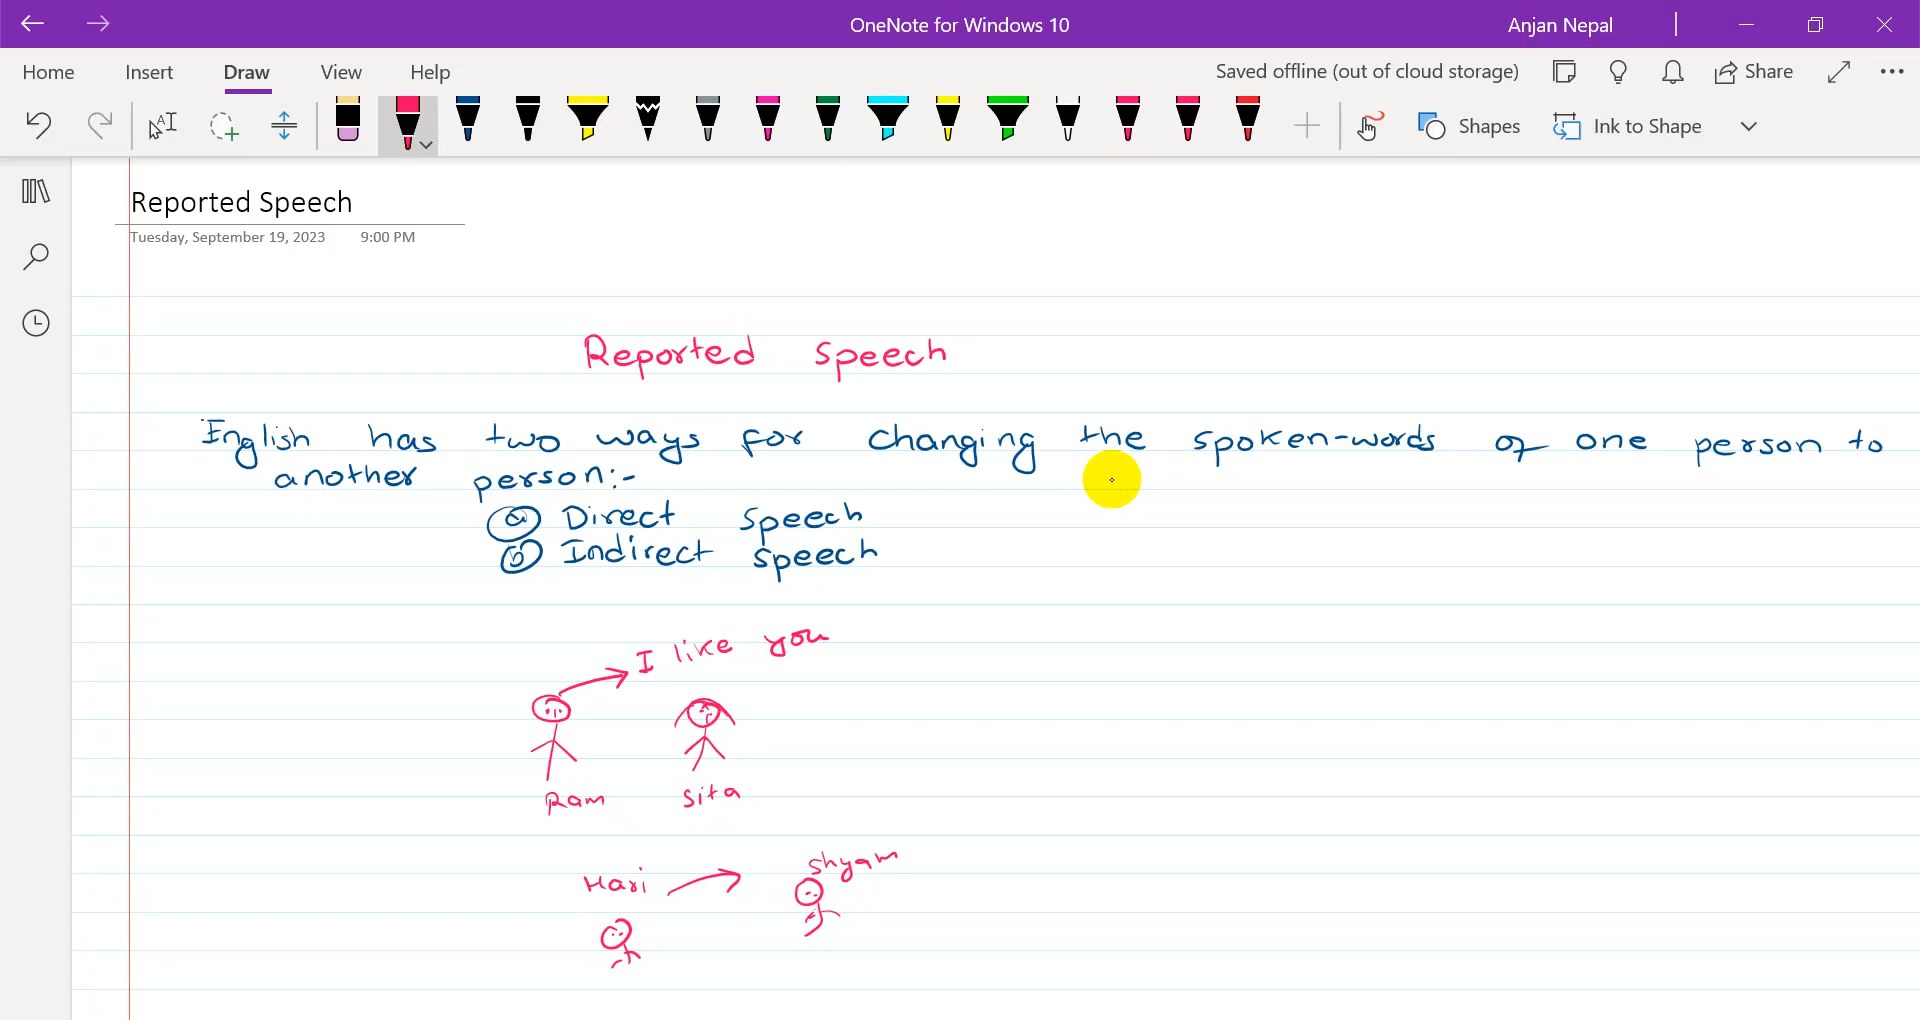 OneNote for Windows 10
Anjan Nepal
Home Insert Draw View Help
Saved offline (out of cloud storage)
Share
Shapes
Ink to Shape
Reported Speech
Tuesday, September 19, 2023 9:00 PM
Reported Speech
English has two ways for changing the spoken-words of one person to
another person:-
(a) Direct speech
(b) Indirect speech
I like you
Ram Sita
Hari Shyam